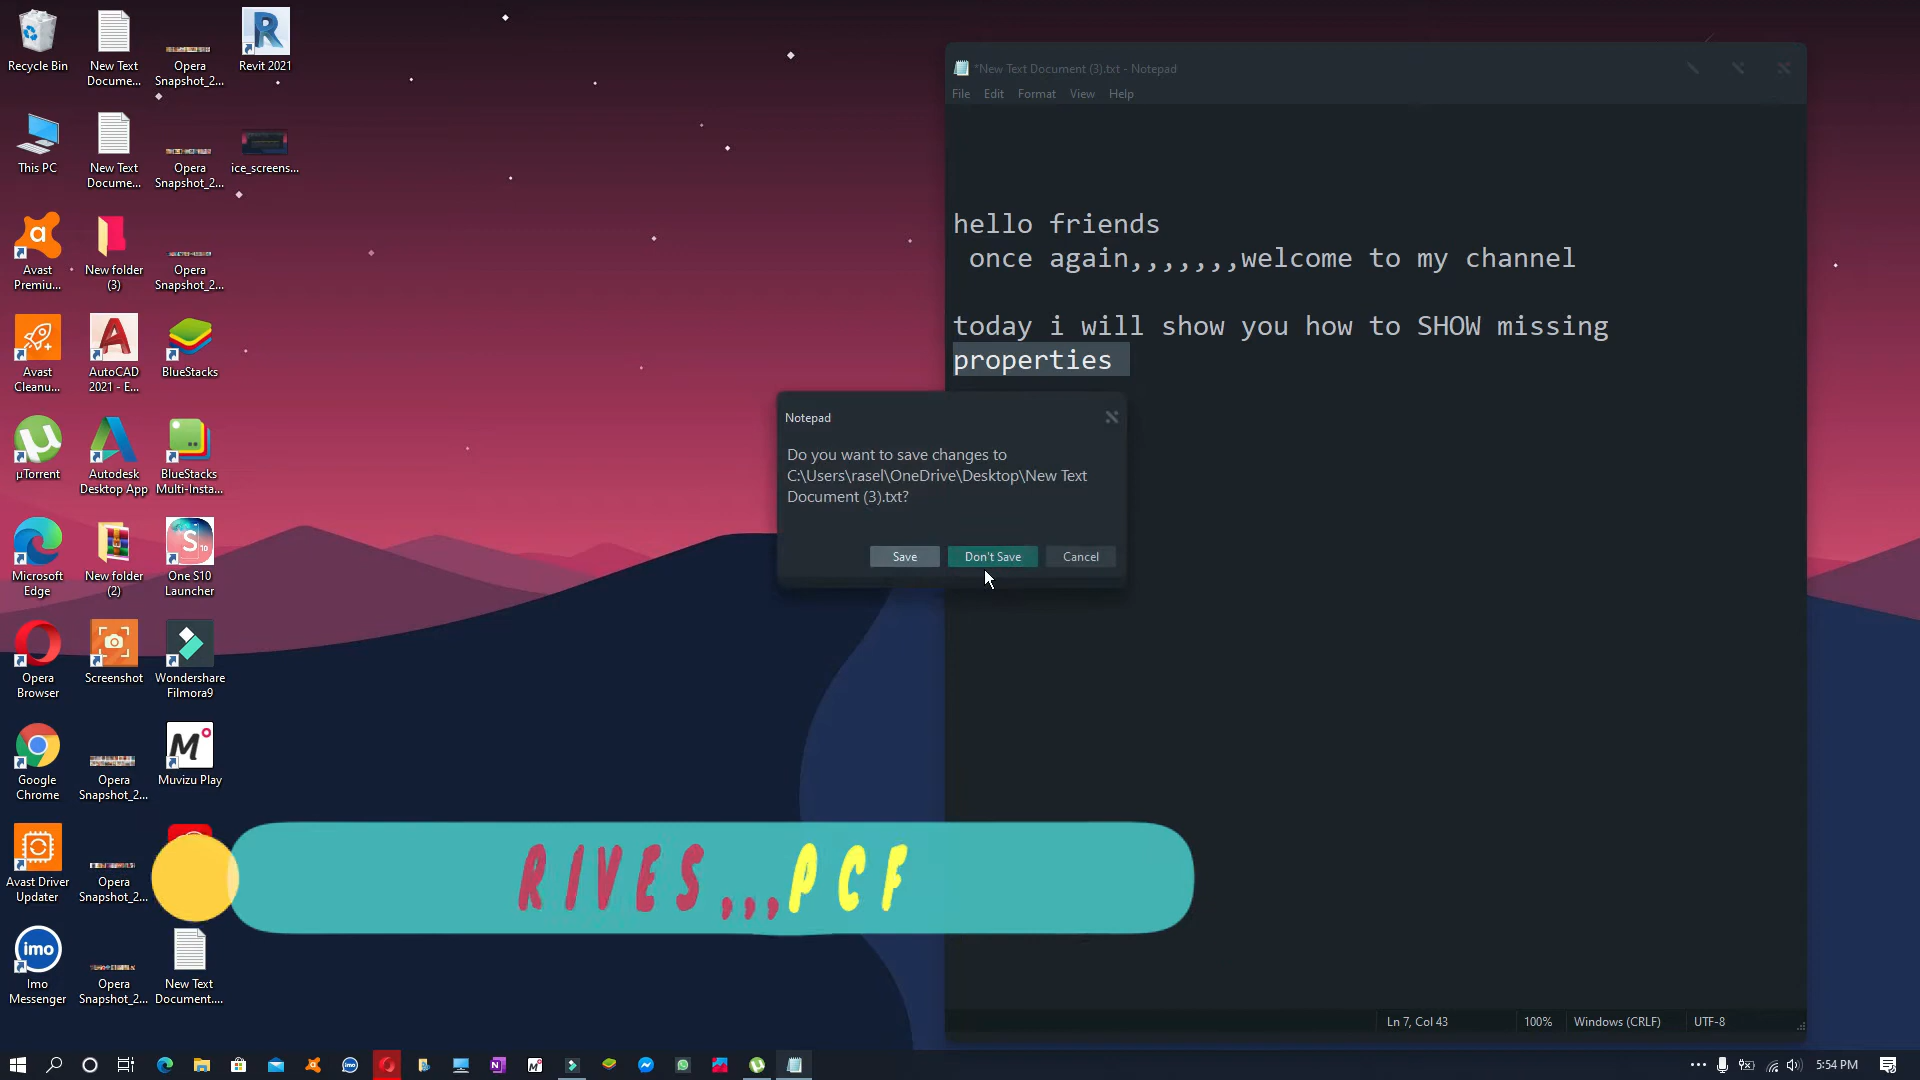 Recycle Bin
New Text
Docume...
Opera
Snapshot_2...
Revit 2021
This PC
New Text
Docume...
Opera
Snapshot_2...
ice_screens...
Avast
Premiu...
New folder
(3)
Opera
Snapshot_2...
Avast
Cleanu...
AutoCAD
2021 - E...
BlueStacks
µTorrent
Autodesk
Desktop App
BlueStacks
Multi-Insta...
Microsoft
Edge
New folder
(2)
One S10
Launcher
Opera
Browser
Screenshot
Wondershare
Filmora9
Google
Chrome
Opera
Snapshot_2...
Muvizu Play
Avast Driver
Updater
Opera
Snapshot_2...
imo
Imo
Messenger
Opera
Snapshot_2...
New Text
Document....
*New Text Document (3).txt - Notepad
File Edit Format View Help
hello friends
once again,,,,,,,welcome to my channel
today i will show you how to SHOW missing
properties
Notepad
Do you want to save changes to
C:\Users\rasel\OneDrive\Desktop\New Text
Document (3).txt?
Save Don't Save Cancel
RIVES,,,PCF
Ln 7, Col 43 100% Windows (CRLF) UTF-8
5:54 PM